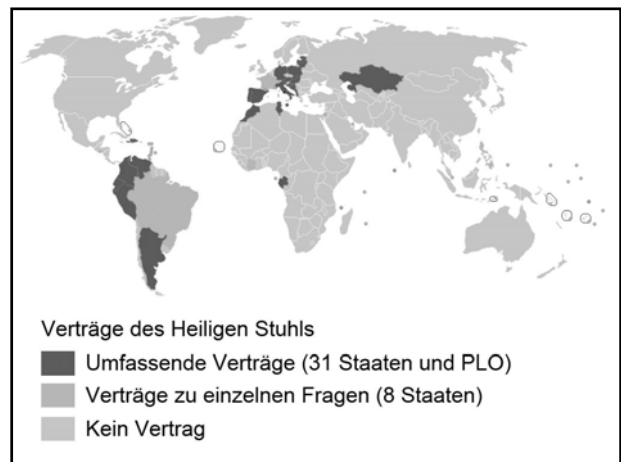 Verträge des Heiligen Stuhls
Umfassende Verträge (31 Staaten und PLO)
Verträge zu einzelnen Fragen (8 Staaten)
Kein Vertrag